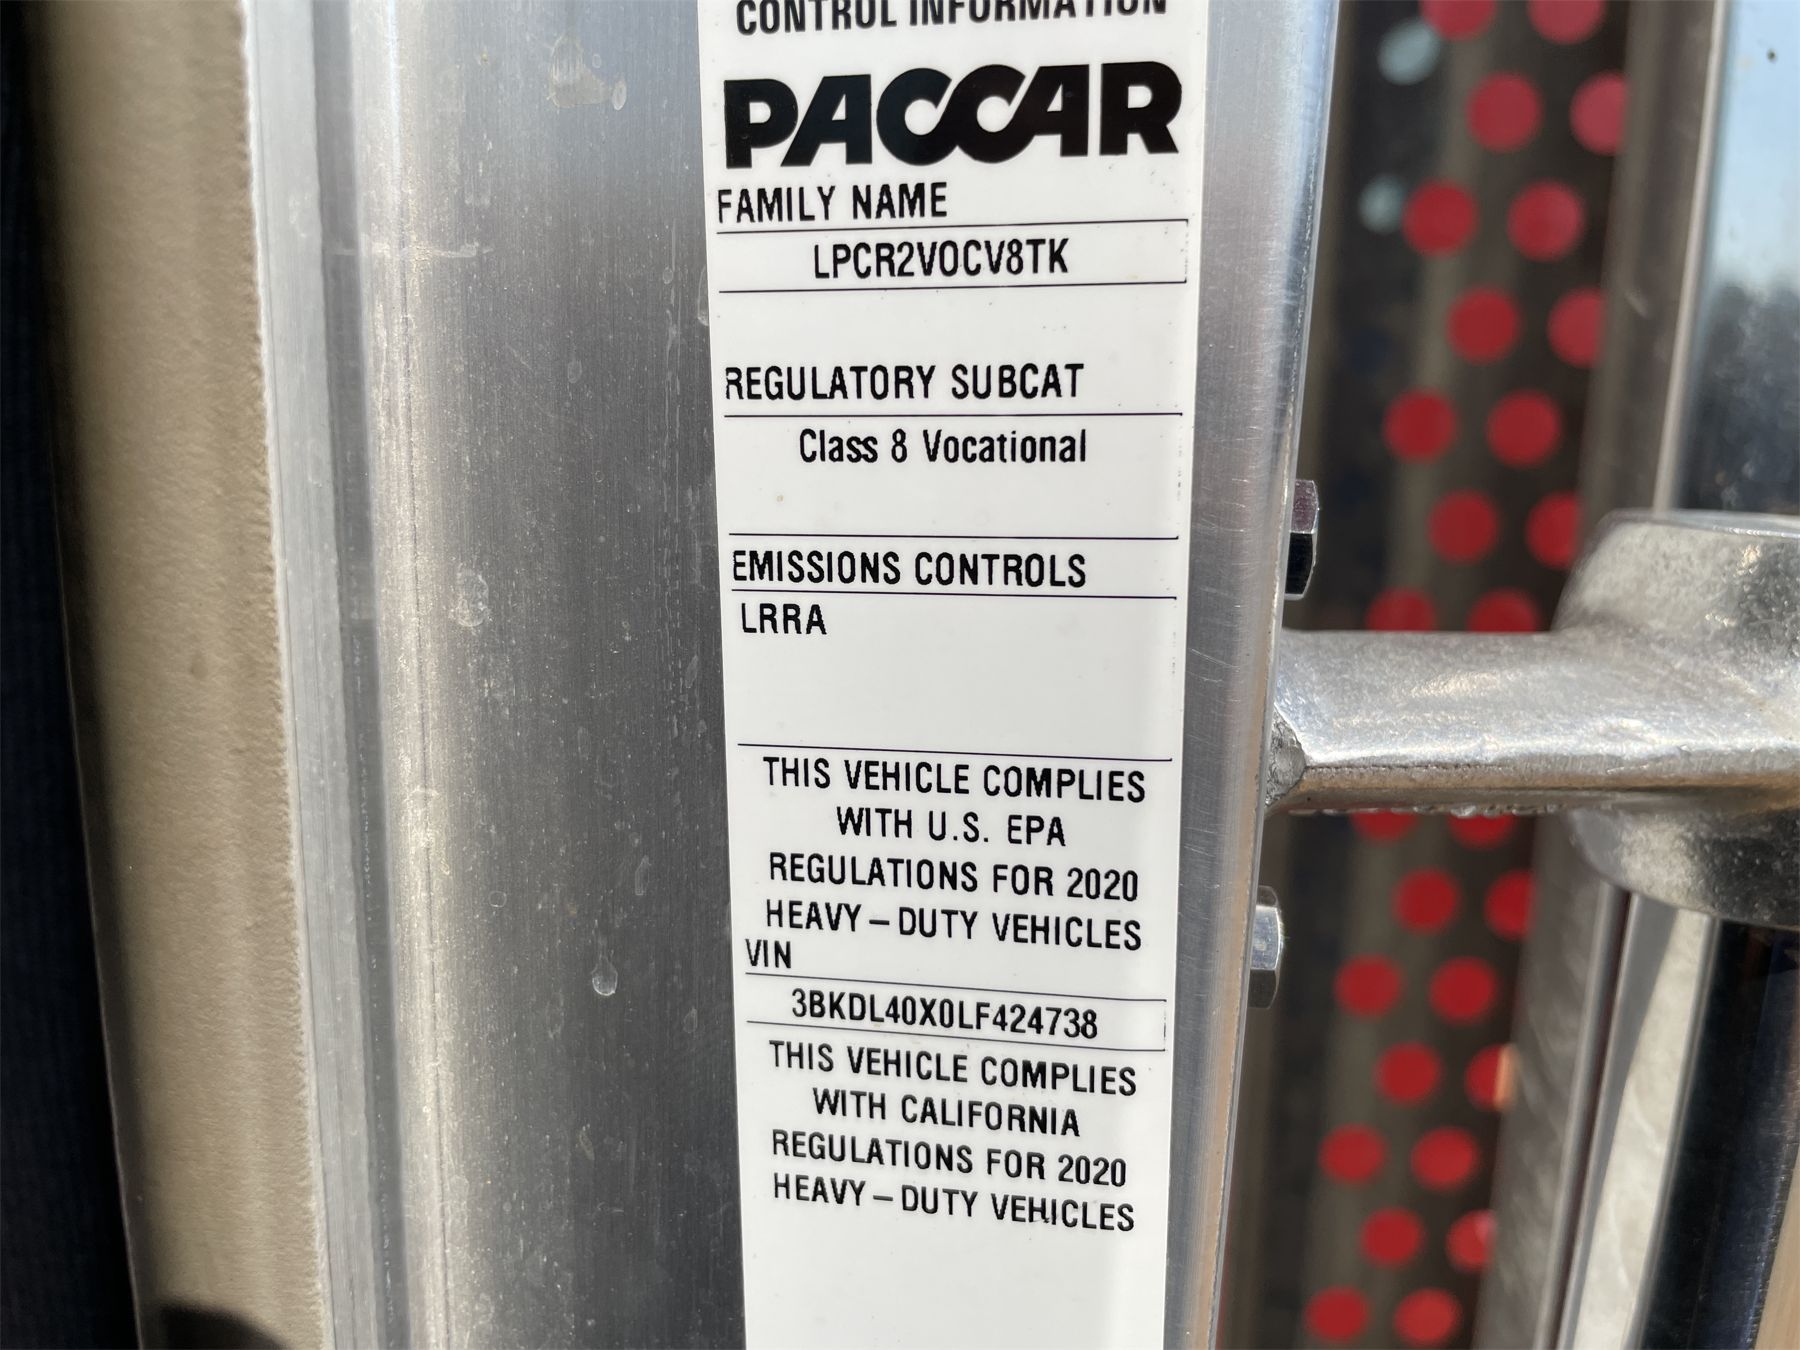 CONTROL INFORMATION
PACCAR
FAMILY NAME
LPCR2VOCV8TK
REGULATORY SUBCAT
Class 8 Vocational
EMISSIONS CONTROLS
LRRA
THIS VEHICLE COMPLIES
WITH U.S. EPA
REGULATIONS FOR 2020
HEAVY – DUTY VEHICLES
VIN
3BKDL40X0LF424738
THIS VEHICLE COMPLIES
WITH CALIFORNIA
REGULATIONS FOR 2020
HEAVY – DUTY VEHICLES